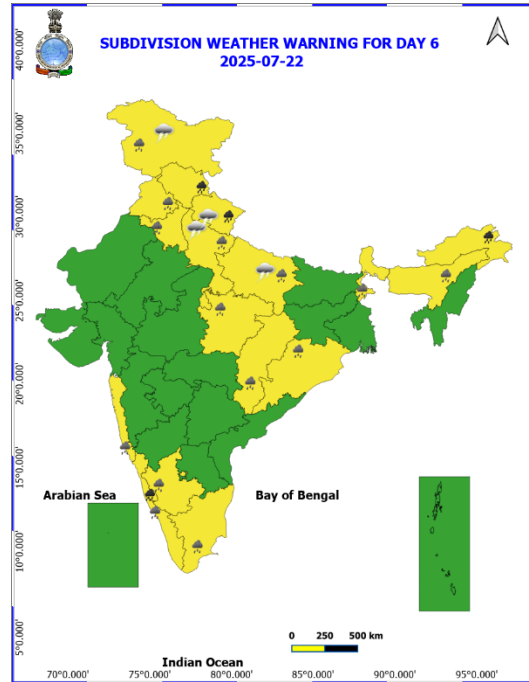 SUBDIVISION WEATHER WARNING FOR DAY 6
2025-07-22
40°0.000'
35°0.000'
30°0.000'
25°0.000'
20°0.000'
15°0.000'
Arabian Sea
Bay of Bengal
10°0.000'
5°0.000'
0 250 500 km
Indian Ocean
70°0.000' 75°0.000' 80°0.000' 85°0.000' 90°0.000' 95°0.000'